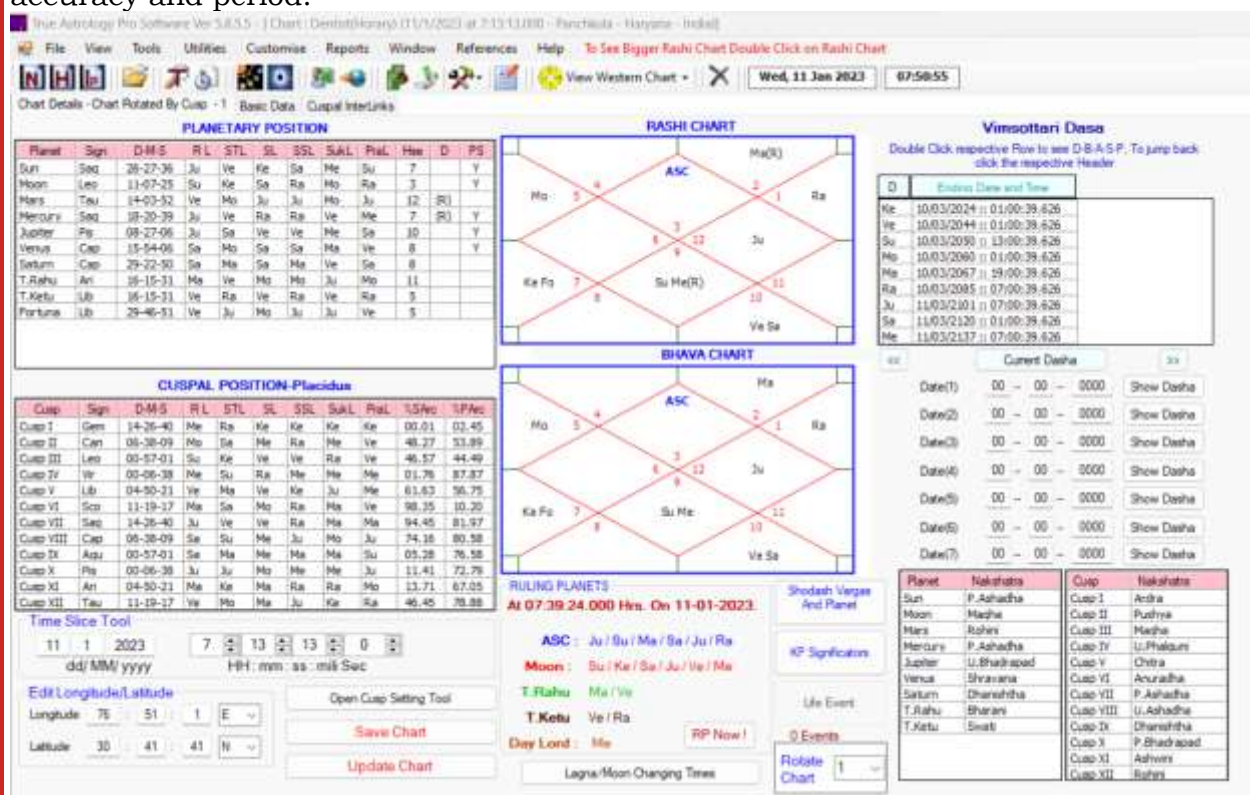 accuracy and period.
True Astrology Pro Software Ver 5.8.5.5 - [ Chart : Dentist(Horary) (11/1/2023 at 7:13:13.000 - Panchkula - Haryana - India)]
File View Tools Utilities Customise Reports Window References Help To See Bigger Rashi Chart Double Click on Rashi Chart
View Western Chart Wed, 11 Jan 2023 07:50:55
Chart Details - Chart Rotated By Cusp - 1 Basic Data Cuspal InterLinks
PLANETARY POSITION
Planet Sign D-M-S R L STL SL SSL SukL PraL Hse D PS
Sun Sag 26-27-36 Ju Ve Ke Sa Me Su 7 Y
Moon Leo 11-07-25 Su Ke Sa Ra Mo Ra 3 Y
Mars Tau 14-03-52 Ve Mo Ju Ju Mo Ju 12 (R)
Mercury Sag 18-20-39 Ju Ve Ra Ra Ve Me 7 (R) Y
Jupiter Pis 08-27-06 Ju Sa Ve Ve Me Sa 10 Y
Venus Cap 15-54-06 Sa Mo Sa Sa Ma Ve 8 Y
Saturn Cap 29-22-50 Sa Ma Sa Me Ve Sa 8
T.Rahu Ari 16-15-31 Ma Ve Mo Mo Ju Mo 11
T.Ketu Lib 16-15-31 Ve Ra Ve Ra Ve Ra 5
Fortuna Lib 29-46-51 Ve Ju Mo Ju Ju Ve 5
RASHI CHART
ASC
Ma(R)
Mo 5 4 2 1 Ra
3
6 12 Ju
9
Ke Fo 7 Su Me(R) 11
8 10
Ve Sa
Vimsottari Dasa
Double Click respective Row to see D-B-A-S-P. To jump back
click the respective Header
D Ending Date and Time
Ke 10/03/2024 :: 01:00:39.626
Ve 10/03/2044 :: 01:00:39.626
Su 10/03/2050 :: 13:00:39.626
Mo 10/03/2060 :: 01:00:39.626
Ma 10/03/2067 :: 19:00:39.626
Ra 10/03/2085 :: 07:00:39.626
Ju 11/03/2101 :: 07:00:39.626
Sa 11/03/2120 :: 01:00:39.626
Me 11/03/2137 :: 07:00:39.626
<< Current Dasha >>
Date(1) 00 - 00 - 0000 Show Dasha
Date(2) 00 - 00 - 0000 Show Dasha
Date(3) 00 - 00 - 0000 Show Dasha
Date(4) 00 - 00 - 0000 Show Dasha
Date(5) 00 - 00 - 0000 Show Dasha
Date(6) 00 - 00 - 0000 Show Dasha
Date(7) 00 - 00 - 0000 Show Dasha
CUSPAL POSITION-Placidus
Cusp Sign D-M-S R L STL SL SSL SukL PraL %SArc %PArc
Cusp I Gem 14-26-40 Me Ra Ke Ke Ke Ke 00.01 02.45
Cusp II Can 06-38-09 Mo Sa Me Ra Me Ve 48.27 53.89
Cusp III Leo 00-57-01 Su Ke Ve Ve Ra Ve 46.57 44.49
Cusp IV Vir 00-06-38 Me Su Ra Me Me Me 01.76 87.87
Cusp V Lib 04-50-21 Ve Ma Ve Ke Ju Me 61.63 56.75
Cusp VI Sco 11-19-17 Ma Sa Mo Ra Ma Ve 98.35 10.20
Cusp VII Sag 14-26-40 Ju Ve Ve Ra Ma Ma 94.45 81.97
Cusp VIII Cap 06-38-09 Sa Su Me Ju Mo Ju 74.16 80.58
Cusp IX Aqu 00-57-01 Sa Ma Me Ma Ma Su 05.28 76.58
Cusp X Pis 00-06-38 Ju Ju Mo Me Me Ju 11.41 72.79
Cusp XI Ari 04-50-21 Ma Ke Ma Ra Ra Mo 13.71 67.05
Cusp XII Tau 11-19-17 Ve Mo Ma Ju Ke Ra 46.45 78.88
BHAVA CHART
ASC
Ma
Mo 5 4 2 1 Ra
3
6 12 Ju
9
Ke Fo 7 Su Me 11
8 10
Ve Sa
RULING PLANETS
At 07:39:24.000 Hrs. On 11-01-2023.
ASC : Ju / Su / Ma / Sa / Ju / Ra
Moon : Su / Ke / Sa / Ju / Ve / Ma
T.Rahu Ma / Ve
T.Ketu Ve / Ra
Day Lord : Me
RP Now !
Lagna/Moon Changing Times
Shodash Vargas
And Planet
KP Significators
Life Event
0 Events
Rotate
Chart 1
Planet Nakshatra
Sun P.Ashadha
Moon Magha
Mars Rohini
Mercury P.Ashadha
Jupiter U.Bhadrapad
Venus Shravana
Saturn Dhanishtha
T.Rahu Bharani
T.Ketu Swati
Cusp Nakshatra
Cusp I Ardra
Cusp II Pushya
Cusp III Magha
Cusp IV U.Phalguni
Cusp V Chitra
Cusp VI Anuradha
Cusp VII P.Ashadha
Cusp VIII U.Ashadha
Cusp IX Dhanishtha
Cusp X P.Bhadrapad
Cusp XI Ashwini
Cusp XII Rohini
Time Slice Tool
11 1 2023 7 13 13 0
dd/ MM/ yyyy HH : mm : ss : mili Sec
Edit Longitude/Latitude
Longitude 76 : 51 : 1 E
Latitude 30 : 41 : 41 N
Open Cusp Setting Tool
Save Chart
Update Chart